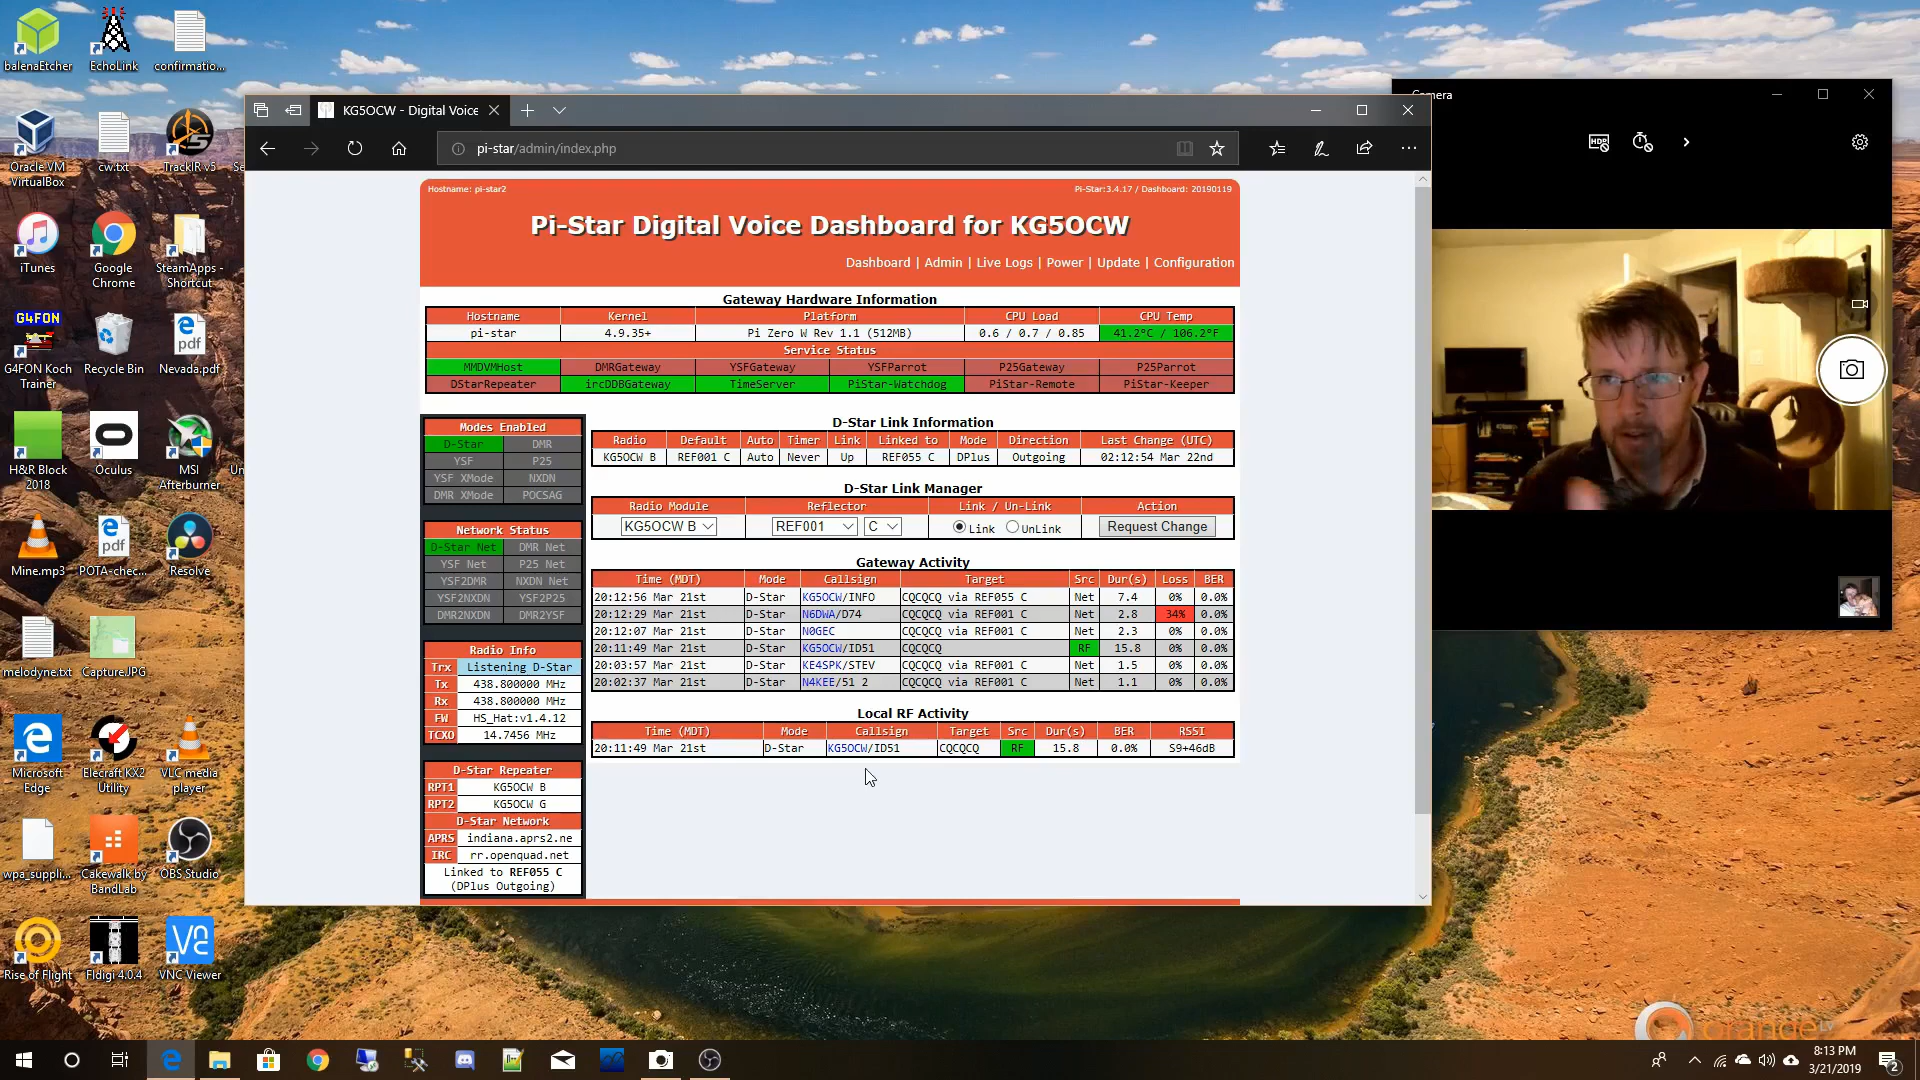 balenaEtcher
EchoLink
confirmatio...
Oracle VM VirtualBox
cw.txt
TrackIR v5
Se
iTunes
Google Chrome
SteamApps - Shortcut
G4FON
G4FON Koch Trainer
Recycle Bin
pdf
Nevada.pdf
H&R Block 2018
Oculus
MSI Afterburner
Un
Mine.mp3
pdf
POTA-chec...
Resolve
melodyne.txt
Capture.JPG
Microsoft Edge
Elecraft KX2 Utility
VLC media player
wpa_suppli...
Cakewalk by BandLab
OBS Studio
Rise of Flight
Fldigi 4.0.4
VNC Viewer
KG5OCW - Digital Voice
pi-star/admin/index.php
Hostname: pi-star2
Pi-Star:3.4.17 / Dashboard: 20190119
Pi-Star Digital Voice Dashboard for KG5OCW
Dashboard | Admin | Live Logs | Power | Update | Configuration
Gateway Hardware Information
Hostname Kernel Platform CPU Load CPU Temp
pi-star 4.9.35+ Pi Zero W Rev 1.1 (512MB) 0.6 / 0.7 / 0.85 41.2°C / 106.2°F
Service Status
MMDVMHost DMRGateway YSFGateway YSFParrot P25Gateway P25Parrot
DStarRepeater ircDDBGateway TimeServer PiStar-Watchdog PiStar-Remote PiStar-Keeper
Modes Enabled
D-Star DMR
YSF P25
YSF XMode NXDN
DMR XMode POCSAG
Network Status
D-Star Net DMR Net
YSF Net P25 Net
YSF2DMR NXDN Net
YSF2NXDN YSF2P25
DMR2NXDN DMR2YSF
Radio Info
Trx Listening D-Star
Tx 438.800000 MHz
Rx 438.800000 MHz
FW HS_Hat:v1.4.12
TCXO 14.7456 MHz
D-Star Repeater
RPT1 KG5OCW B
RPT2 KG5OCW G
D-Star Network
APRS indiana.aprs2.ne
IRC rr.openquad.net
Linked to REF055 C
(DPlus Outgoing)
D-Star Link Information
Radio Default Auto Timer Link Linked to Mode Direction Last Change (UTC)
KG5OCW B REF001 C Auto Never Up REF055 C DPlus Outgoing 02:12:54 Mar 22nd
D-Star Link Manager
Radio Module Reflector Link / Un-Link Action
KG5OCW B REF001 C Link UnLink Request Change
Gateway Activity
Time (MDT) Mode Callsign Target Src Dur(s) Loss BER
20:12:56 Mar 21st D-Star KG5OCW/INFO CQCQCQ via REF055 C Net 7.4 0% 0.0%
20:12:29 Mar 21st D-Star N6DWA/D74 CQCQCQ via REF001 C Net 2.8 34% 0.0%
20:12:07 Mar 21st D-Star N0GEC CQCQCQ via REF001 C Net 2.3 0% 0.0%
20:11:49 Mar 21st D-Star KG5OCW/ID51 CQCQCQ RF 15.8 0% 0.0%
20:03:57 Mar 21st D-Star KE4SPK/STEV CQCQCQ via REF001 C Net 1.5 0% 0.0%
20:02:37 Mar 21st D-Star N4KEE/51 2 CQCQCQ via REF001 C Net 1.1 0% 0.0%
Local RF Activity
Time (MDT) Mode Callsign Target Src Dur(s) BER RSSI
20:11:49 Mar 21st D-Star KG5OCW/ID51 CQCQCQ RF 15.8 0.0% S9+46dB
Camera
HDR
orange
8:13 PM
3/21/2019
2